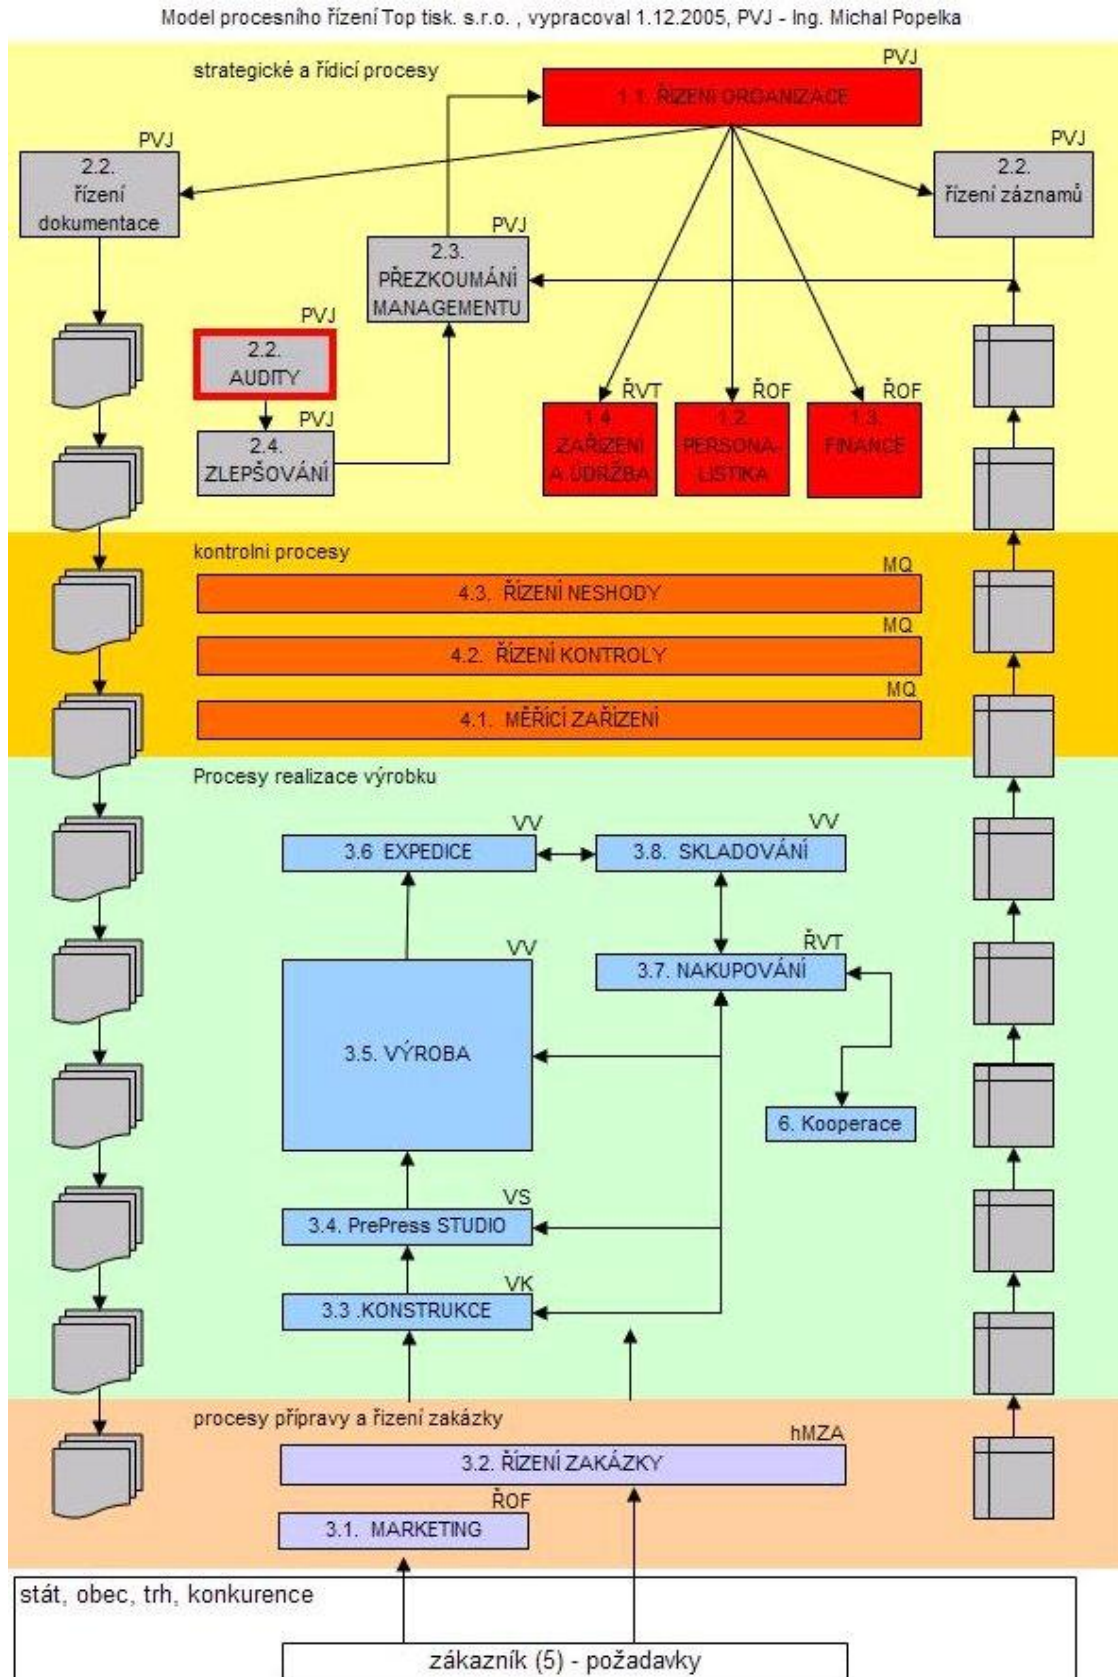 Model procesního řízení Top tisk. s.r.o. , vypracoval 1.12.2005, PVJ - Ing. Michal Popelka
strategické a řídicí procesy
PVJ
1.1. ŘÍZENÍ ORGANIZACE
PVJ
2.2.
řízení
dokumentace
PVJ
2.2.
řízení záznamů
PVJ
2.3.
PŘEZKOUMÁNÍ
MANAGEMENTU
PVJ
2.2.
AUDITY
PVJ
2.4.
ZLEPŠOVÁNÍ
ŘVT
1.4.
ZAŘÍZENÍ
A ÚDRŽBA
ŘOF
1.2.
PERSONA-
LISTIKA
ŘOF
1.3.
FINANCE
kontrolni procesy
MQ
4.3. ŘÍZENÍ NESHODY
MQ
4.2. ŘÍZENÍ KONTROLY
MQ
4.1. MĚŘÍCÍ ZAŘÍZENÍ
Procesy realizace výrobku
VV
3.6 EXPEDICE
VV
3.8. SKLADOVÁNÍ
VV
3.5. VÝROBA
ŘVT
3.7. NAKUPOVÁNÍ
6. Kooperace
VS
3.4. PrePress STUDIO
VK
3.3 .KONSTRUKCE
procesy přípravy a řizení zakázky
hMZA
3.2. ŘÍZENÍ ZAKÁZKY
ŘOF
3.1. MARKETING
stát, obec, trh, konkurence
zákazník (5) - požadavky